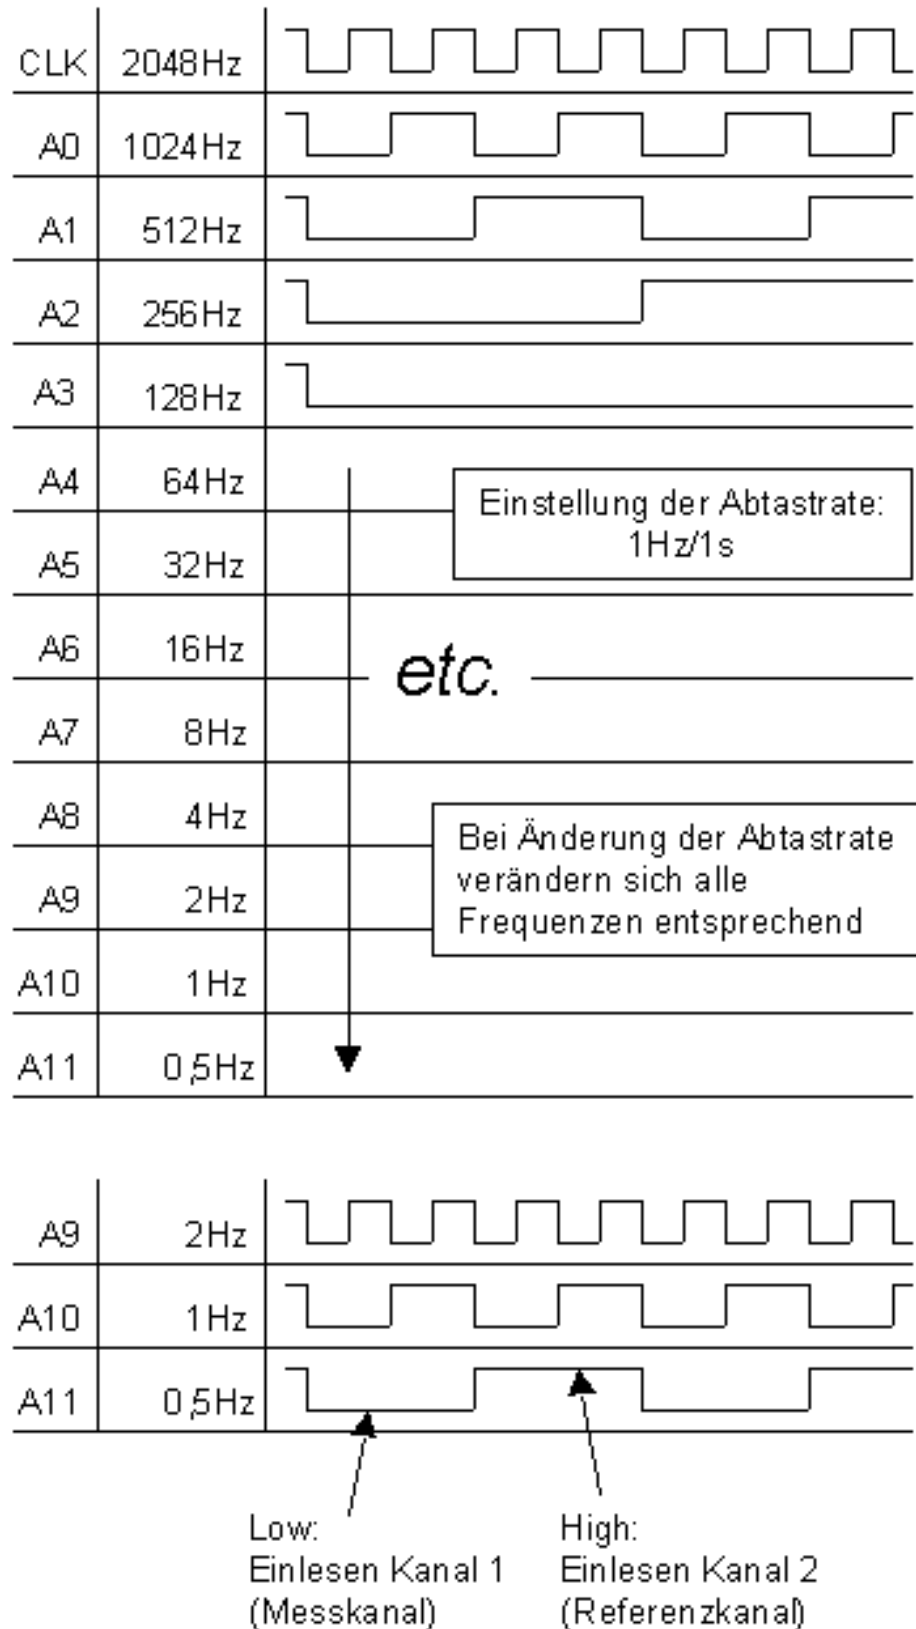 CLK 2048Hz
A0 1024Hz
A1 512Hz
A2 256Hz
A3 128Hz
A4 64Hz
Einstellung der Abtastrate:
1Hz/1s
A5 32Hz
A6 16Hz
etc.
A7 8Hz
A8 4Hz
Bei Änderung der Abtastrate
verändern sich alle
Frequenzen entsprechend
A9 2Hz
A10 1Hz
A11 0,5Hz
A9 2Hz
A10 1Hz
A11 0,5Hz
Low:
Einlesen Kanal 1
(Messkanal)
High:
Einlesen Kanal 2
(Referenzkanal)